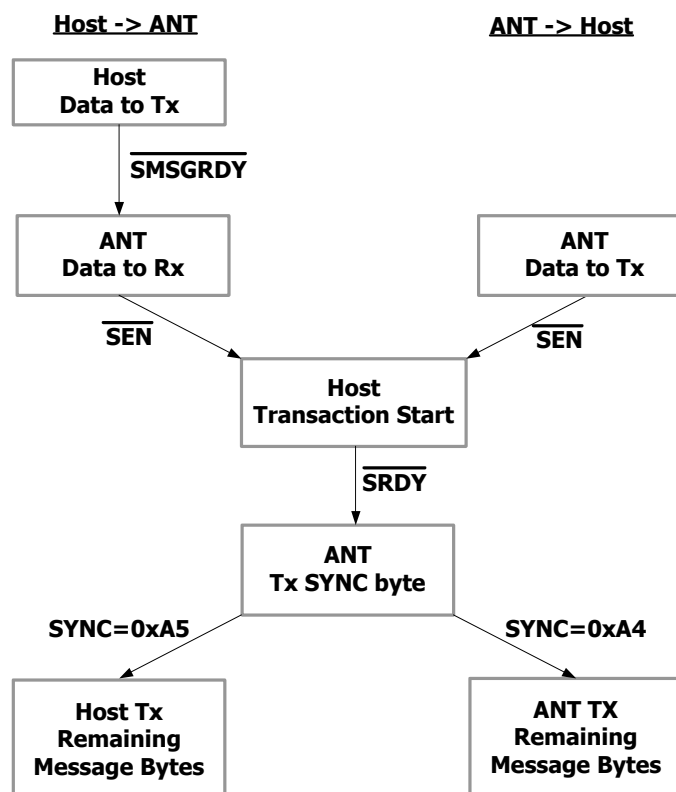 Host -> ANT
ANT -> Host
Host
Data to Tx
SMSGRDY
ANT
Data to Rx
ANT
Data to Tx
SEN
SEN
Host
Transaction Start
SRDY
ANT
Tx SYNC byte
SYNC=0xA5
SYNC=0xA4
Host Tx
Remaining
Message Bytes
ANT TX
Remaining
Message Bytes